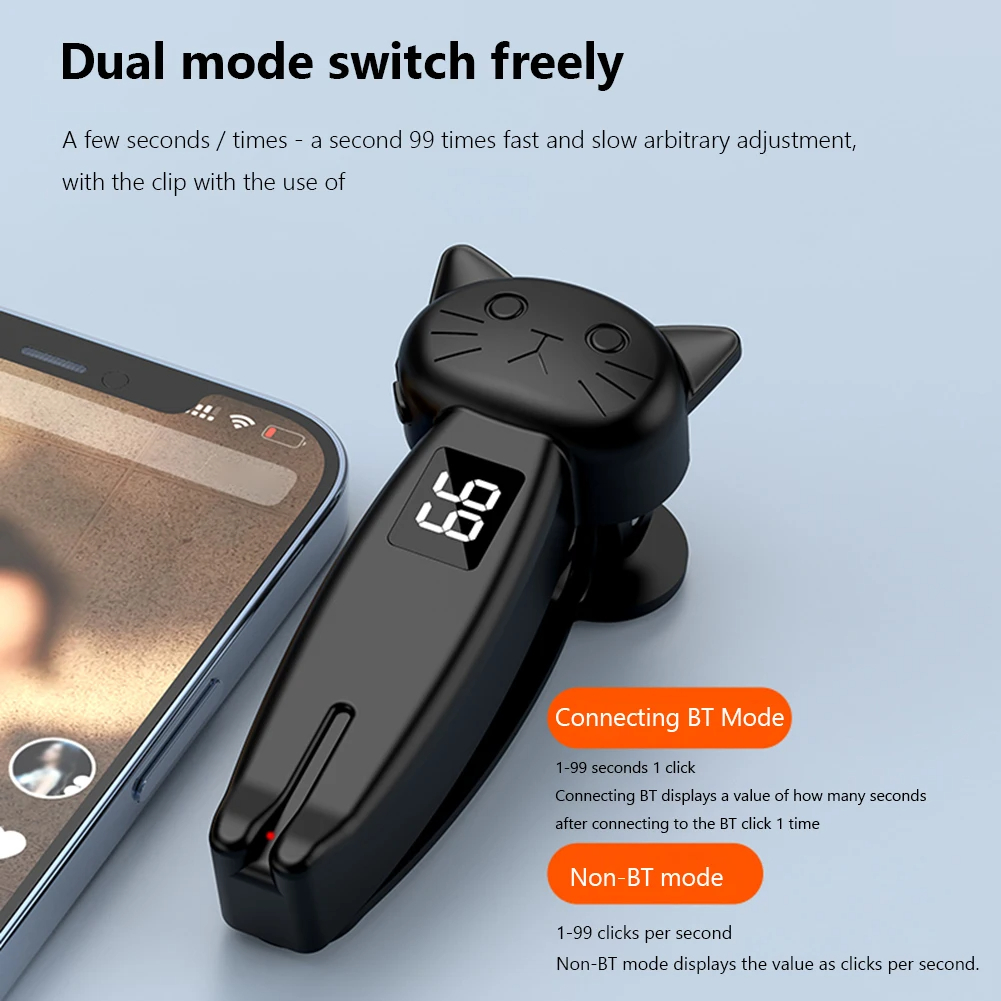 Dual mode switch freely
A few seconds / times - a second 99 times fast and slow arbitrary adjustment,
with the clip with the use of
Connecting BT Mode
1-99 seconds 1 click
Connecting BT displays a value of how many seconds
after connecting to the BT click 1 time
Non-BT mode
1-99 clicks per second
Non-BT mode displays the value as clicks per second.